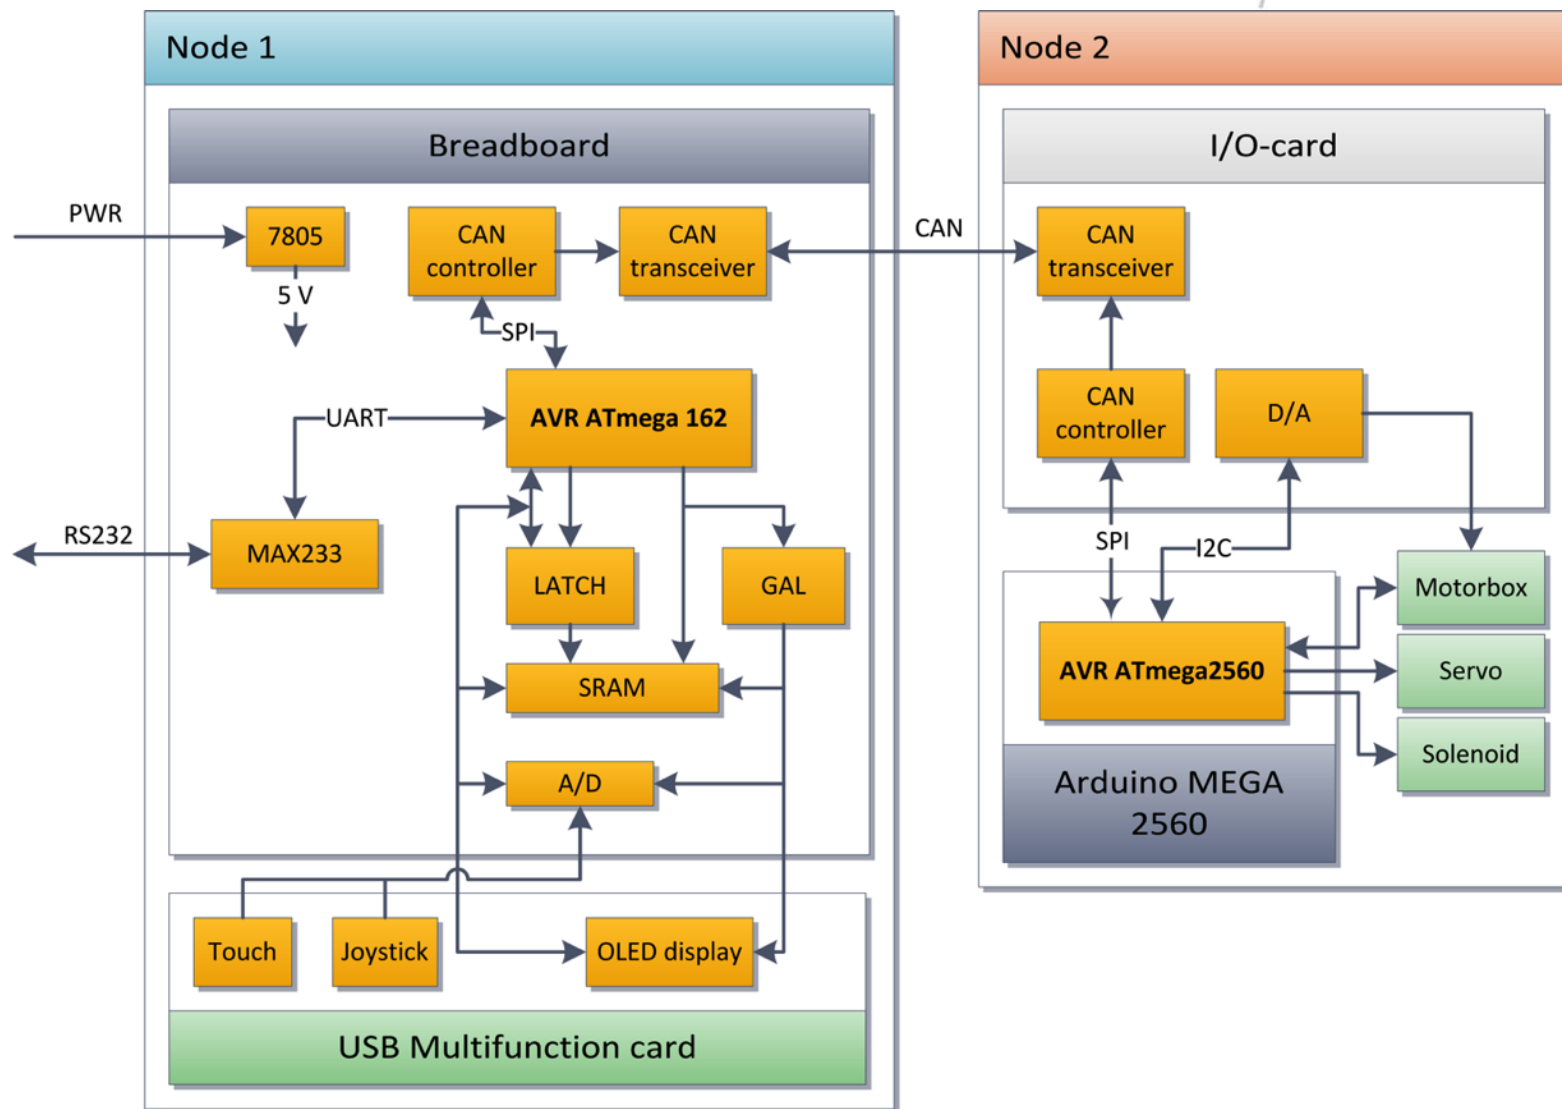 Node 1
Breadboard
PWR
7805
5 V
CAN
controller
CAN
transceiver
SPI
AVR ATmega 162
UART
RS232
MAX233
LATCH
GAL
SRAM
A/D
Touch
Joystick
OLED display
USB Multifunction card
CAN
Node 2
I/O-card
CAN
transceiver
CAN
controller
D/A
SPI
I2C
AVR ATmega2560
Arduino MEGA
2560
Motorbox
Servo
Solenoid